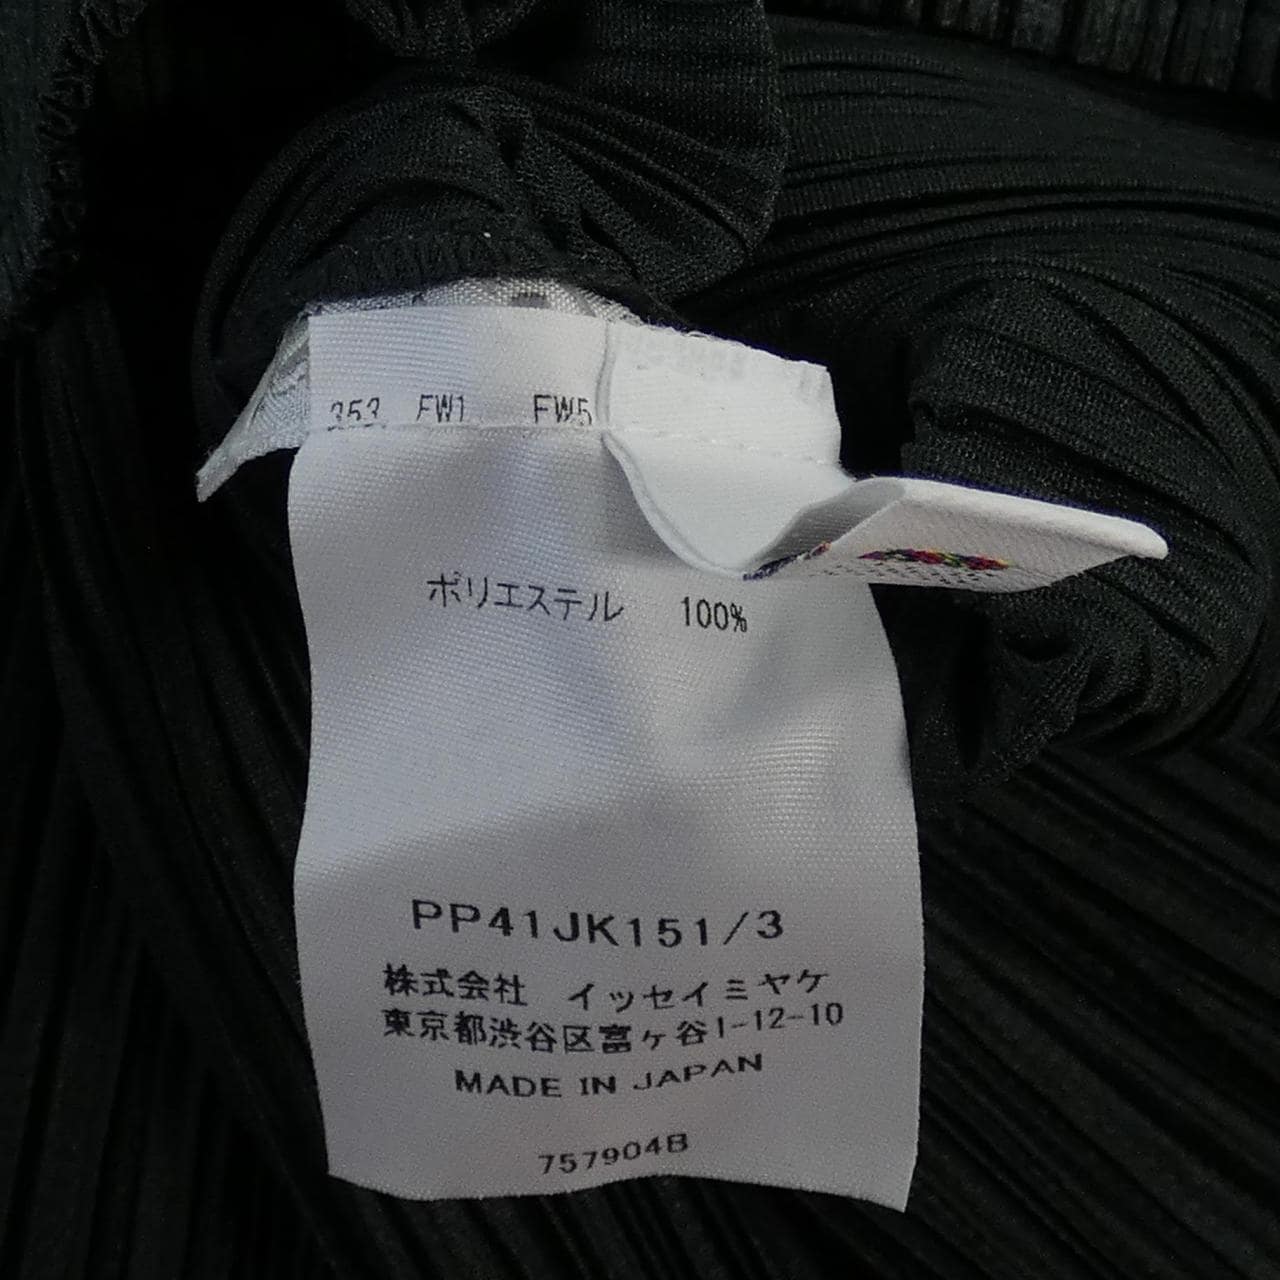 353 FW1 FW5
ポリエステル 100%
PP41JK151/3
株式会社 イッセイミヤケ
東京都渋谷区富ヶ谷1-12-10
MADE IN JAPAN
757904B